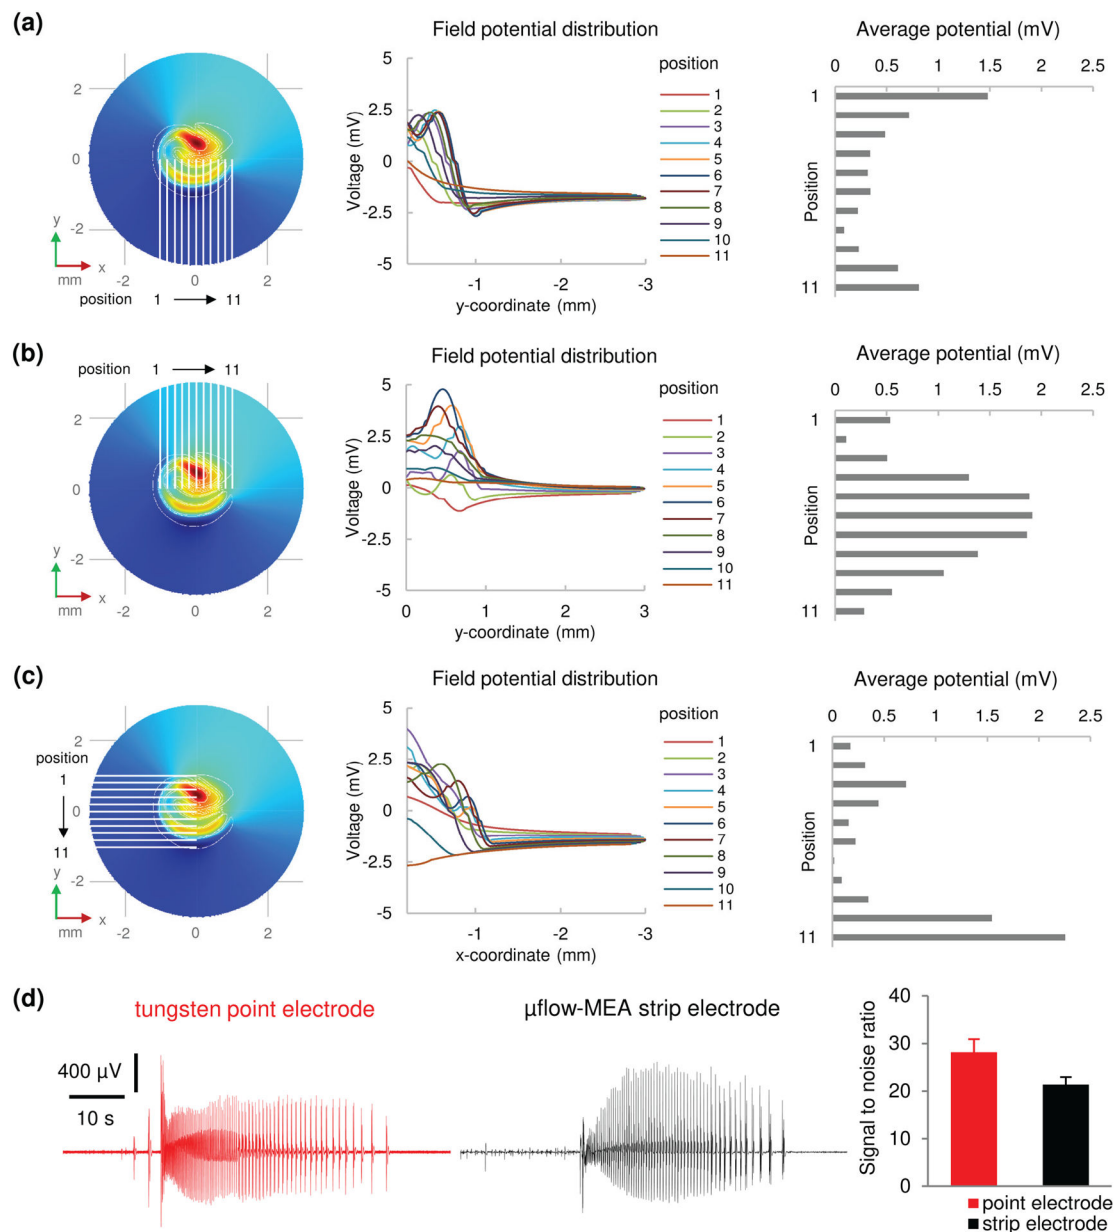 (a)
Field potential distribution
Average potential (mV)
0 0.5 1 1.5 2 2.5
2
0
-2
y
x
mm
-2 0 2
position 1 11
Voltage (mV)
5
2.5
0
-2.5
-5
-1 -2 -3
y-coordinate (mm)
position
1
2
3
4
5
6
7
8
9
10
11
Position
1
11
(b)
position 1 11
2
0
-2
y
x
mm
-2 0 2
Field potential distribution
Voltage (mV)
5
2.5
0
-2.5
-5
0 1 2 3
y-coordinate (mm)
position
1
2
3
4
5
6
7
8
9
10
11
Average potential (mV)
0 0.5 1 1.5 2 2.5
Position
1
11
(c)
position
1
11
2
0
-2
y
x
mm
-2 0 2
Field potential distribution
Voltage (mV)
5
2.5
0
-2.5
-5
-1 -2 -3
x-coordinate (mm)
position
1
2
3
4
5
6
7
8
9
10
11
Average potential (mV)
0 0.5 1 1.5 2 2.5
Position
1
11
(d)
tungsten point electrode
400 µV
10 s
µflow-MEA strip electrode
Signal to noise ratio
40
30
20
10
0
point electrode
strip electrode